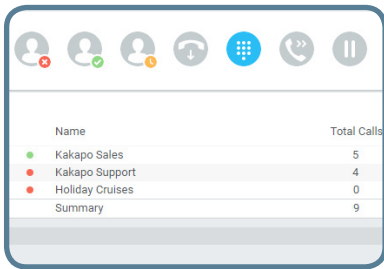 Name Total Calls
Kakapo Sales 5
Kakapo Support 4
Holiday Cruises 0
Summary 9